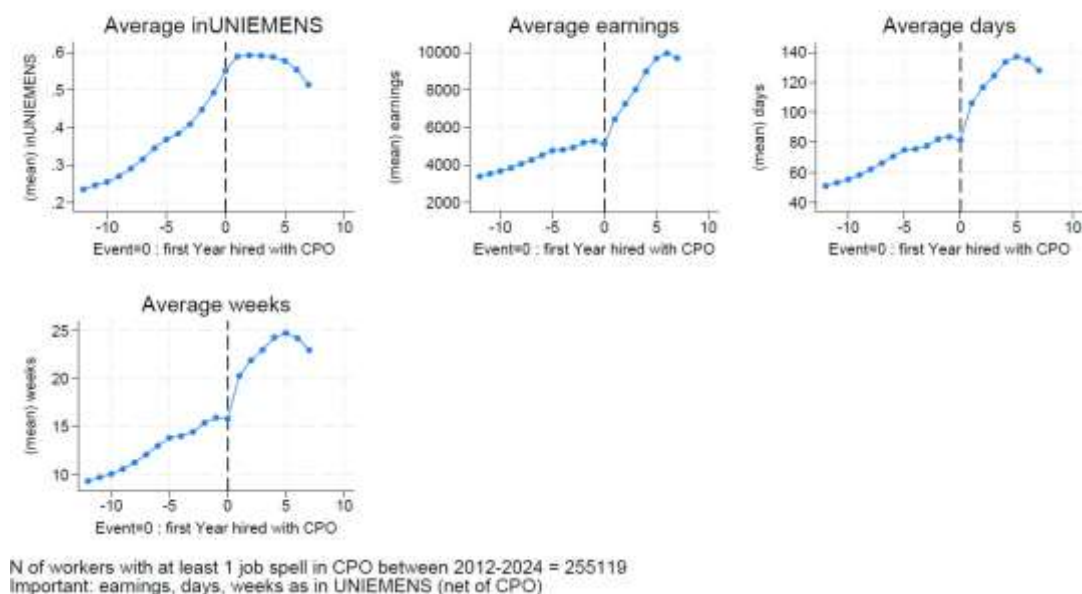 Average inUNIEMENS
(mean) inUNIEMENS
.6
.5
.4
.3
.2
-10 -5 0 5 10
Event=0 : first Year hired with CPO
Average earnings
(mean) earnings
10000
8000
6000
4000
2000
-10 -5 0 5 10
Event=0 : first Year hired with CPO
Average days
(mean) days
140
120
100
80
60
40
-10 -5 0 5 10
Event=0 : first Year hired with CPO
Average weeks
(mean) weeks
25
20
15
10
-10 -5 0 5 10
Event=0 : first Year hired with CPO
N of workers with at least 1 job spell in CPO between 2012-2024 = 255119
Important: earnings, days, weeks as in UNIEMENS (net of CPO)